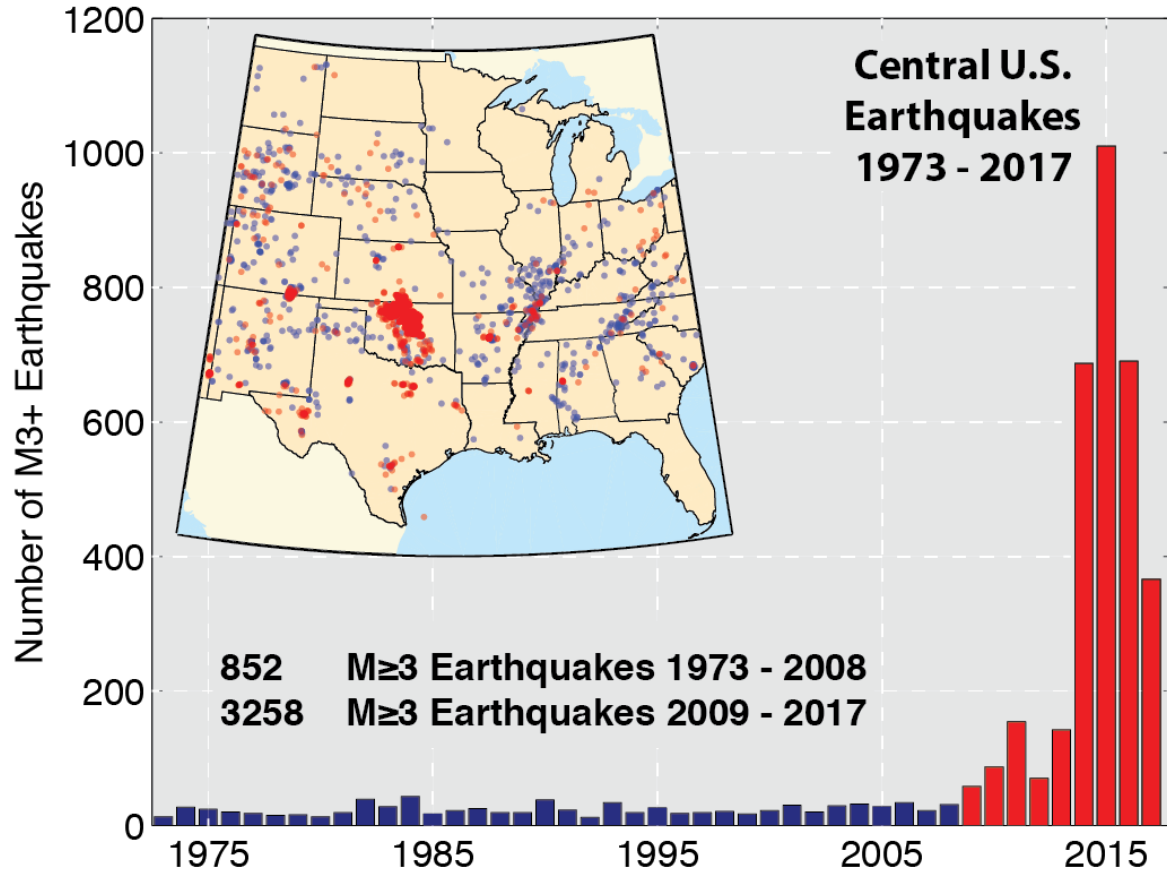 Number of M3+ Earthquakes
1200
1000
800
600
400
200
0
Central U.S.
Earthquakes
1973 - 2017
852 M≥3 Earthquakes 1973 - 2008
3258 M≥3 Earthquakes 2009 - 2017
1975 1985 1995 2005 2015